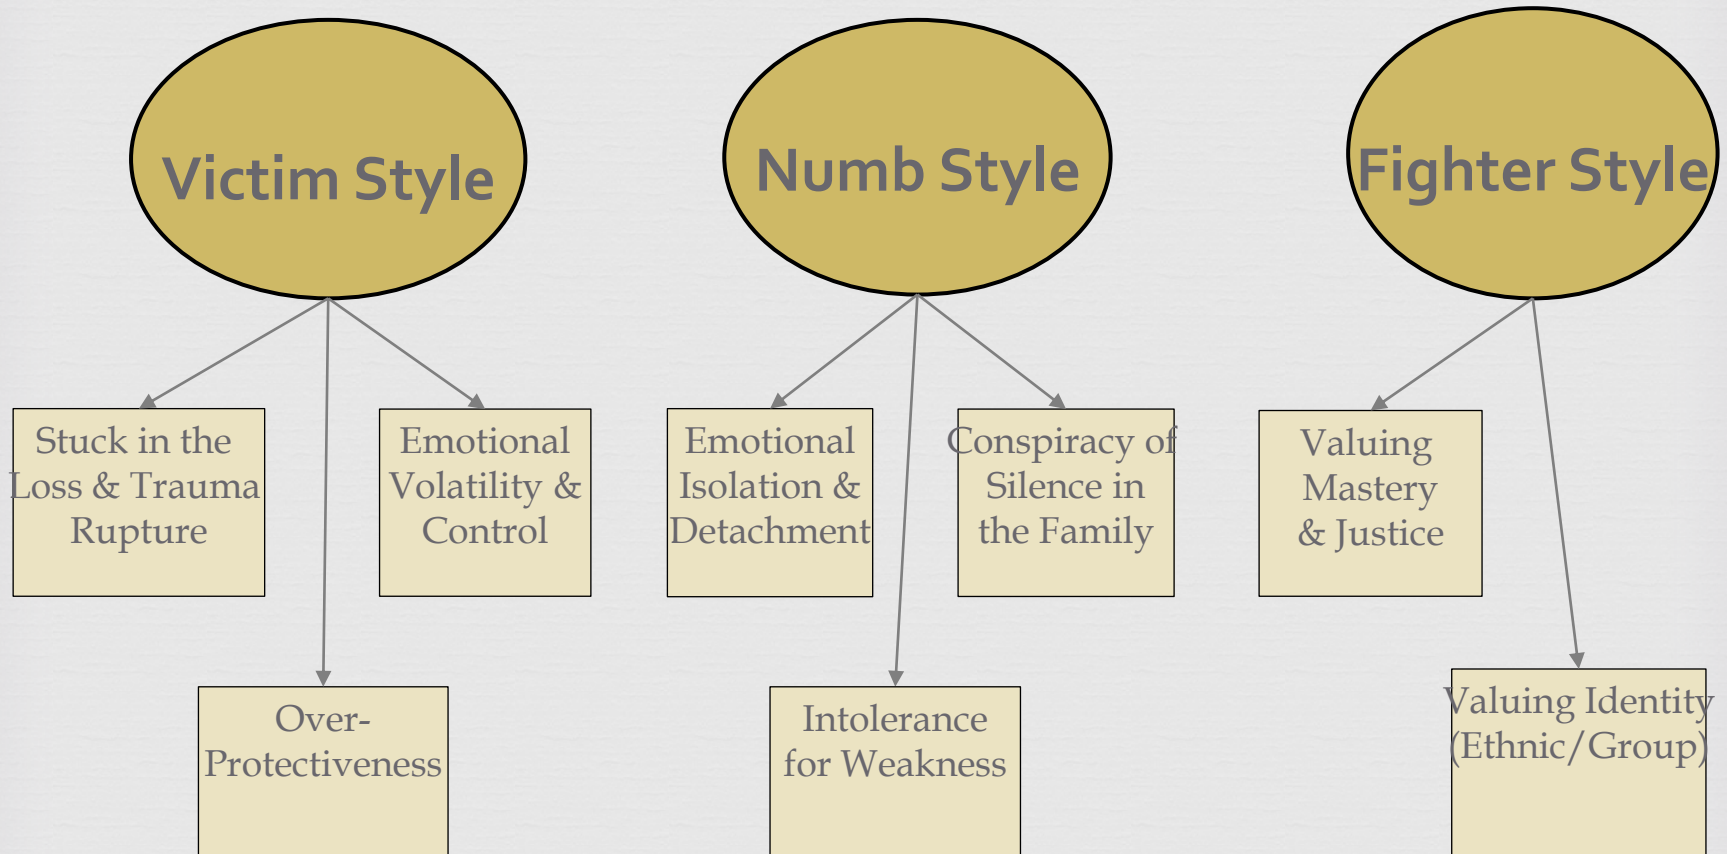 Victim Style
Numb Style
Fighter Style
Stuck in the
Loss & Trauma
Rupture
Emotional
Volatility &
Control
Emotional
Isolation &
Detachment
Conspiracy of
Silence in
the Family
Valuing
Mastery
& Justice
Over-
Protectiveness
Intolerance
for Weakness
Valuing Identity
(Ethnic/Group)